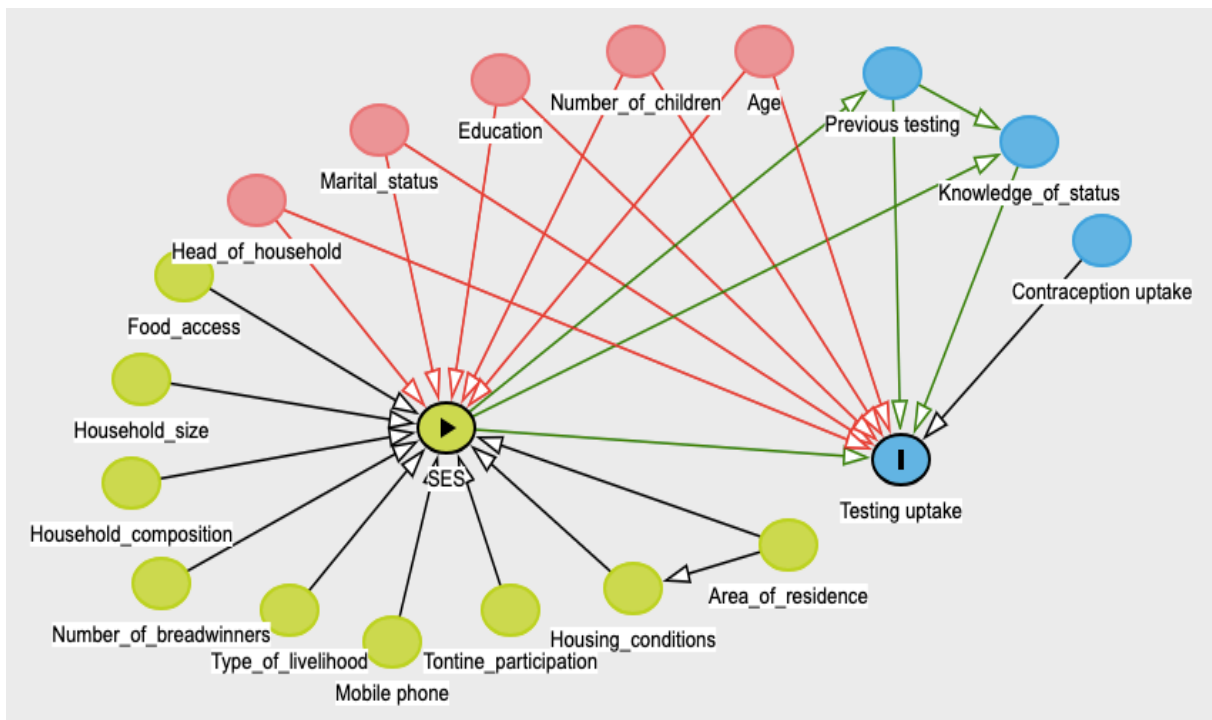 Number_of_children
Age
Education
Previous testing
Marital_status
Knowledge_of_status
Head_of_household
Contraception uptake
Food_access
Household_size
SES
Testing uptake
Household_composition
Area_of_residence
Number_of_breadwinners
Housing_conditions
Type_of_livelihood
Tontine_participation
Mobile phone